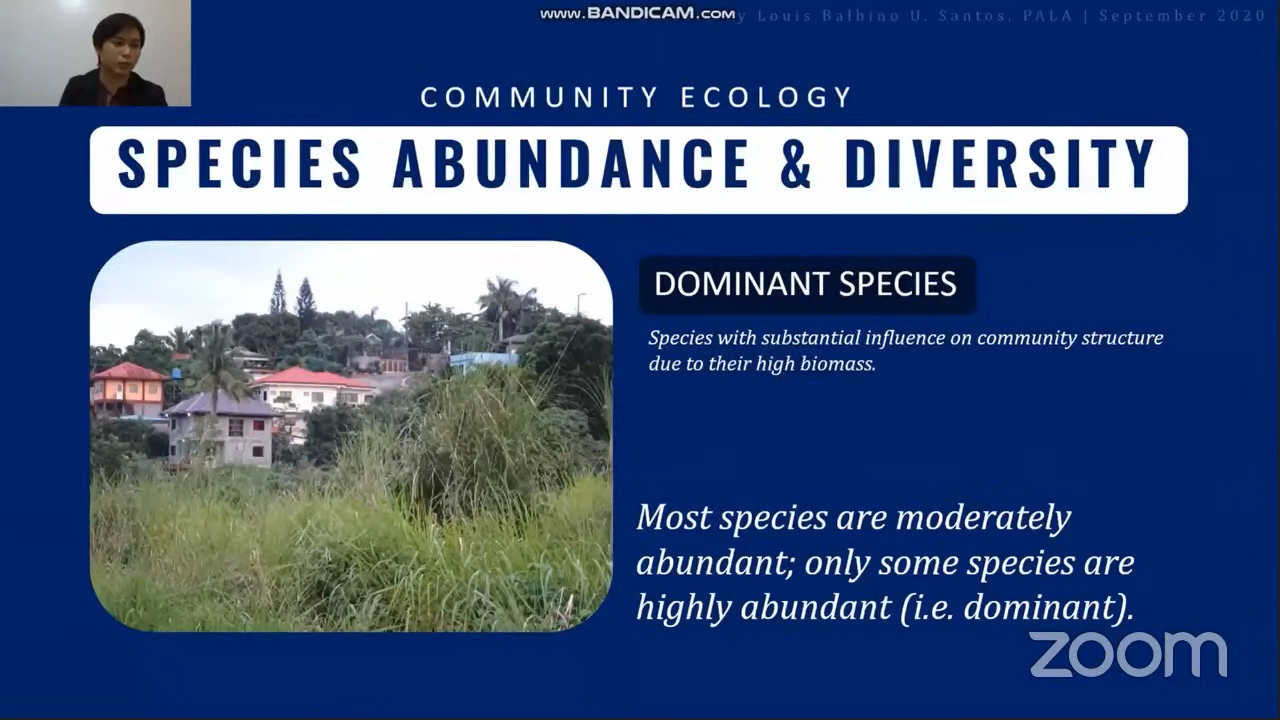 www.BANDICAM.com
y Louis Balbino U. Santos, PALA | September 2020
COMMUNITY ECOLOGY
SPECIES ABUNDANCE & DIVERSITY
DOMINANT SPECIES
Species with substantial influence on community structure
due to their high biomass.
Most species are moderately
abundant; only some species are
highly abundant (i.e. dominant).
zoom